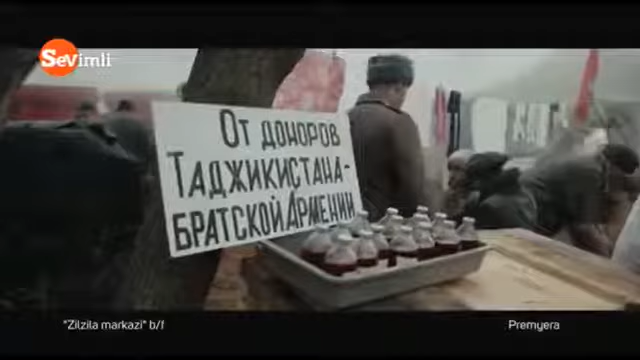 Sevimli
От доноров
Таджикистана-
братской Армении
"Zilzila markazi" b/f
Premyera